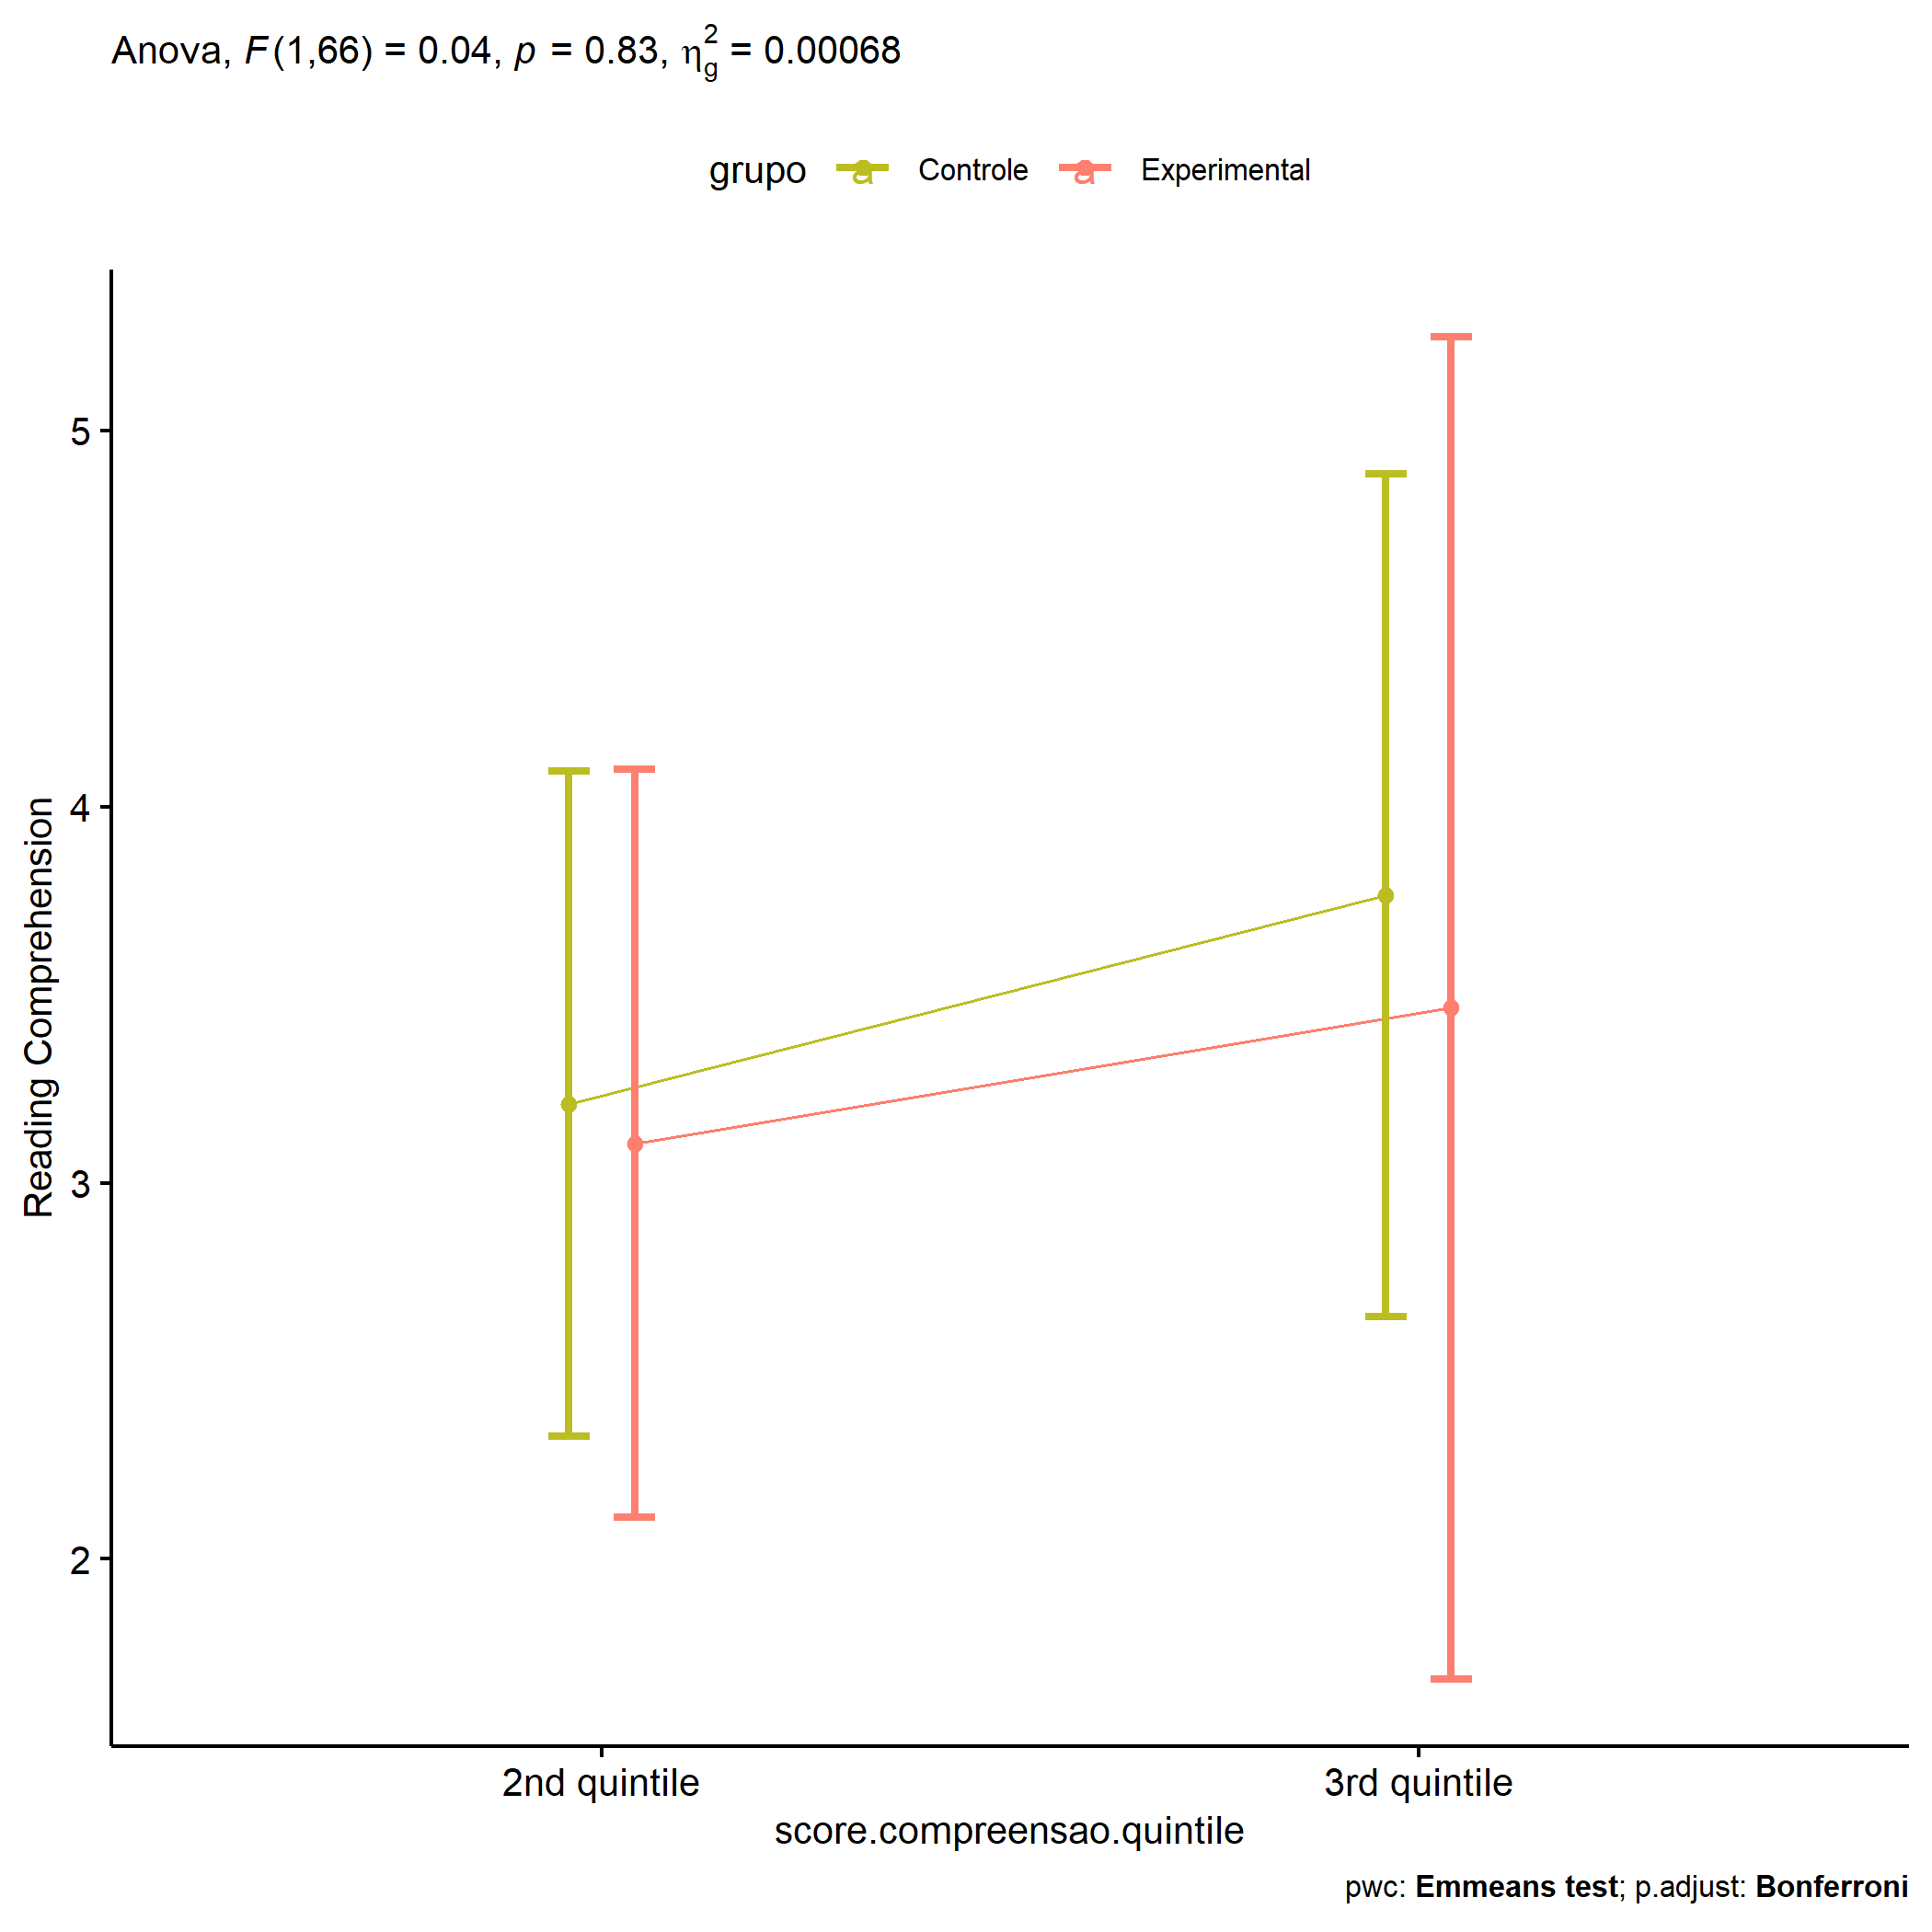 Anova, F(1,66) = 0.04, p = 0.83, η²g = 0.00068
grupo a Controle a Experimental
5
4
3
2
Reading Comprehension
2nd quintile 3rd quintile
score.compreensao.quintile
pwc: Emmeans test; p.adjust: Bonferroni